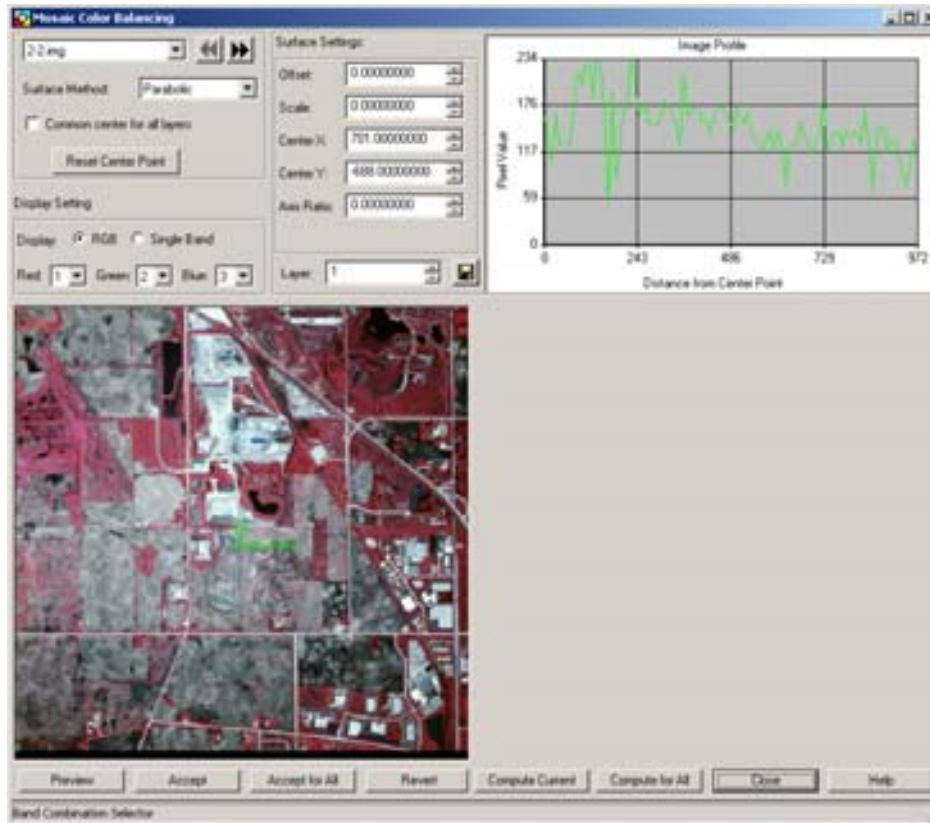 Mosaic Color Balancing
2-2.img
Surface Method: Parabolic
Common center for all layers
Reset Center Point
Display Setting
Display: RGB Single Band
Red: 1 Green: 2 Blue: 3
Surface Settings:
Offset: 0.00000000
Scale: 0.00000000
Center X: 701.00000000
Center Y: -688.00000000
Axis Ratio: 0.00000000
Layer: 1
Image Profile
Pixel Value
234
176
117
59
0
0 243 486 729 972
Distance from Center Point
Preview Accept Accept for All Revert Compute Current Compute for All Close Help
Band Combination Selector